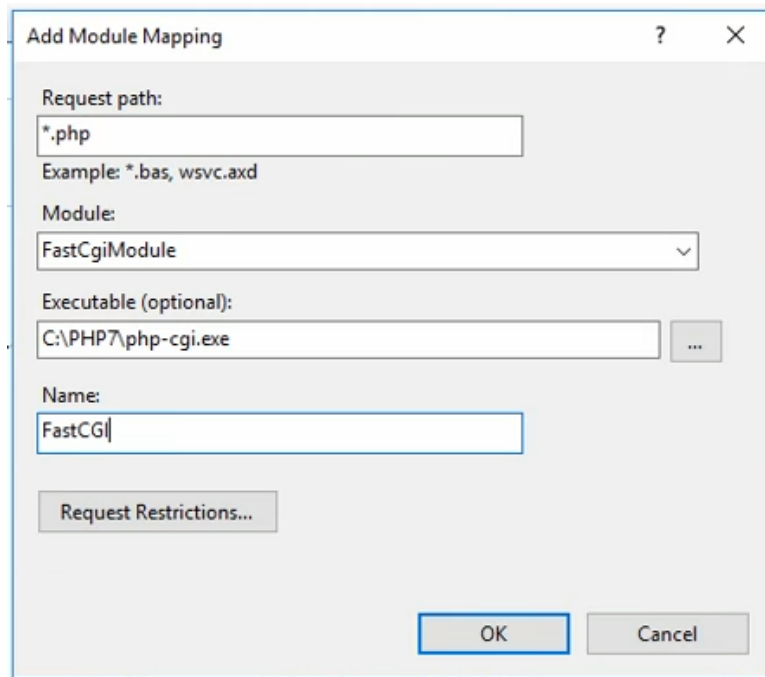 Add Module Mapping
Request path:
*.php
Example: *.bas, wsvc.axd
Module:
FastCgiModule
Executable (optional):
C:\PHP7\php-cgi.exe
...
Name:
FastCGI
Request Restrictions...
OK
Cancel